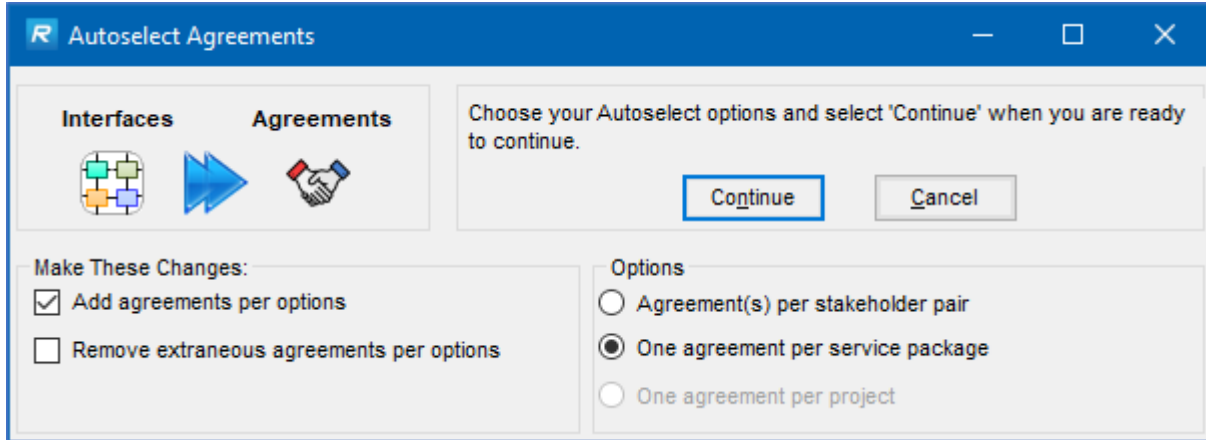 Autoselect Agreements
Interfaces Agreements
Choose your Autoselect options and select 'Continue' when you are ready
to continue.
Continue Cancel
Make These Changes:
Add agreements per options
Remove extraneous agreements per options
Options
Agreement(s) per stakeholder pair
One agreement per service package
One agreement per project